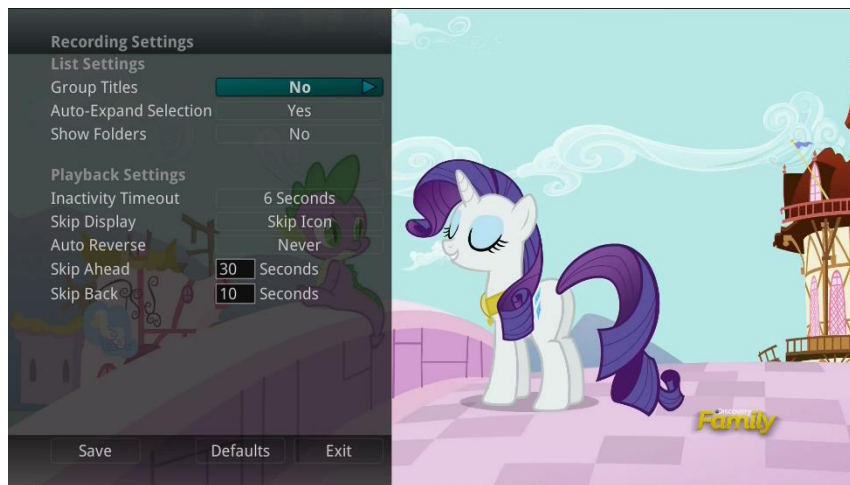 Recording Settings
List Settings
Group Titles No
Auto-Expand Selection Yes
Show Folders No
Playback Settings
Inactivity Timeout 6 Seconds
Skip Display Skip Icon
Auto Reverse Never
Skip Ahead 30 Seconds
Skip Back 10 Seconds
Save Defaults Exit
Discovery
Family